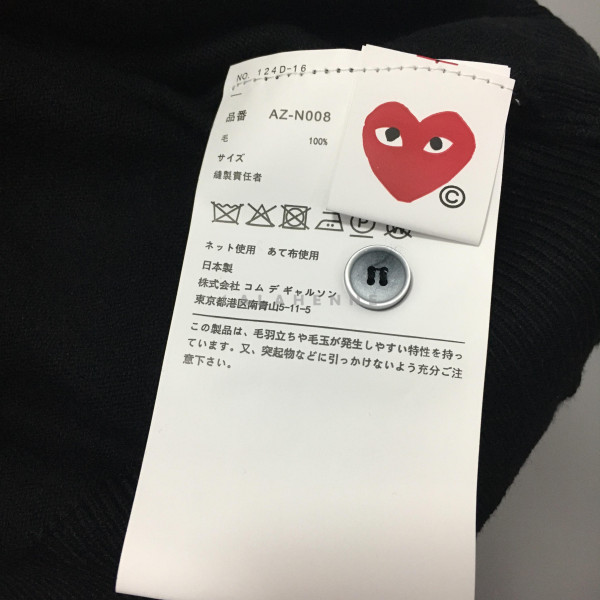 NO. 124D-16
品番 AZ-N008
毛 100%
サイズ
縫製責任者
©
P
ネット使用 あて布使用
日本製
株式会社 コム デ ギャルソン
ALAHENNE
東京都港区南青山5-11-5
この製品は、毛羽立ちや毛玉が発生しやすい特性を持っ
ています。又、突起物などに引っかけないよう充分ご注
意下さい。